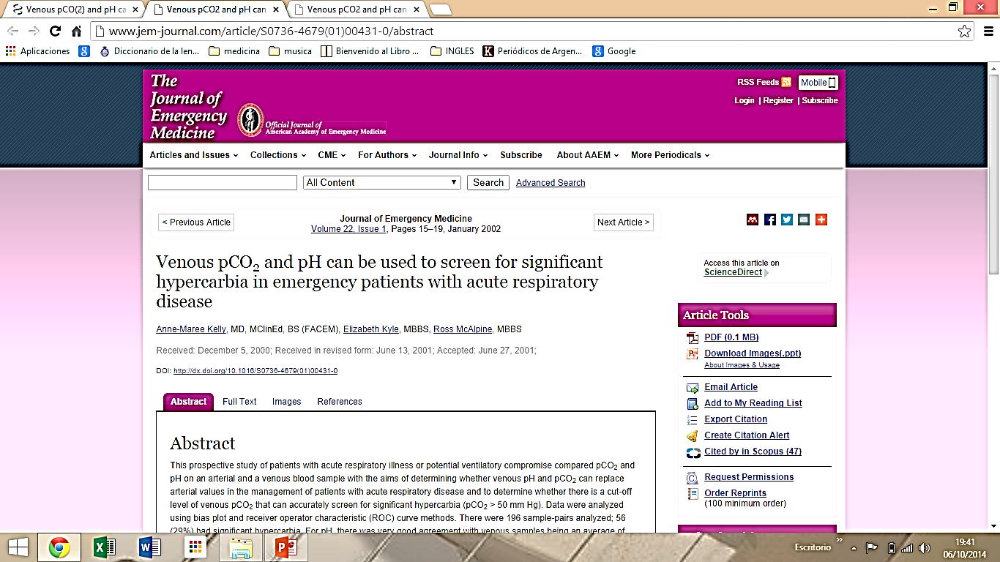 Venous pCO(2) and pH ca
Venous pCO2 and pH can
Venous pCO2 and pH can
www.jem-journal.com/article/S0736-4679(01)00431-0/abstract
Aplicaciones
Diccionario de la len...
medicina
musica
Bienvenido al Libro ...
INGLES
Periódicos de Argen...
Google
The
Journal of
Emergency
Medicine
Official Journal of
American Academy of Emergency Medicine
RSS Feeds
Mobile
Login | Register | Subscribe
Articles and Issues
Collections
CME
For Authors
Journal Info
Subscribe
About AAEM
More Periodicals
All Content
Search
Advanced Search
< Previous Article
Journal of Emergency Medicine
Volume 22, Issue 1, Pages 15–19, January 2002
Next Article >
Venous pCO2 and pH can be used to screen for significant
hypercarbia in emergency patients with acute respiratory
disease
Anne-Maree Kelly, MD, MClinEd, BS (FACEM), Elizabeth Kyle, MBBS, Ross McAlpine, MBBS
Received: December 5, 2000; Received in revised form: June 13, 2001; Accepted: June 27, 2001;
DOI: http://dx.doi.org/10.1016/S0736-4679(01)00431-0
Abstract
Full Text
Images
References
Abstract
This prospective study of patients with acute respiratory illness or potential ventilatory compromise compared pCO2 and
pH on an arterial and a venous blood sample with the aims of determining whether venous pH and pCO2 can replace
arterial values in the management of patients with acute respiratory disease and to determine whether there is a cut-off
level of venous pCO2 that can accurately screen for significant hypercarbia (pCO2 > 50 mm Hg). Data were analyzed
using bias plot and receiver operator characteristic (ROC) curve methods. There were 196 sample-pairs analyzed; 56
(29%) had significant hypercarbia. For pH, there was very good agreement with venous samples being an average of
Access this article on
ScienceDirect
Article Tools
PDF (0.1 MB)
Download Images(.ppt)
About Images & Usage
Email Article
Add to My Reading List
Export Citation
Create Citation Alert
Cited by in Scopus (47)
Request Permissions
Order Reprints
(100 minimum order)
Escritorio
19:41
06/10/2014